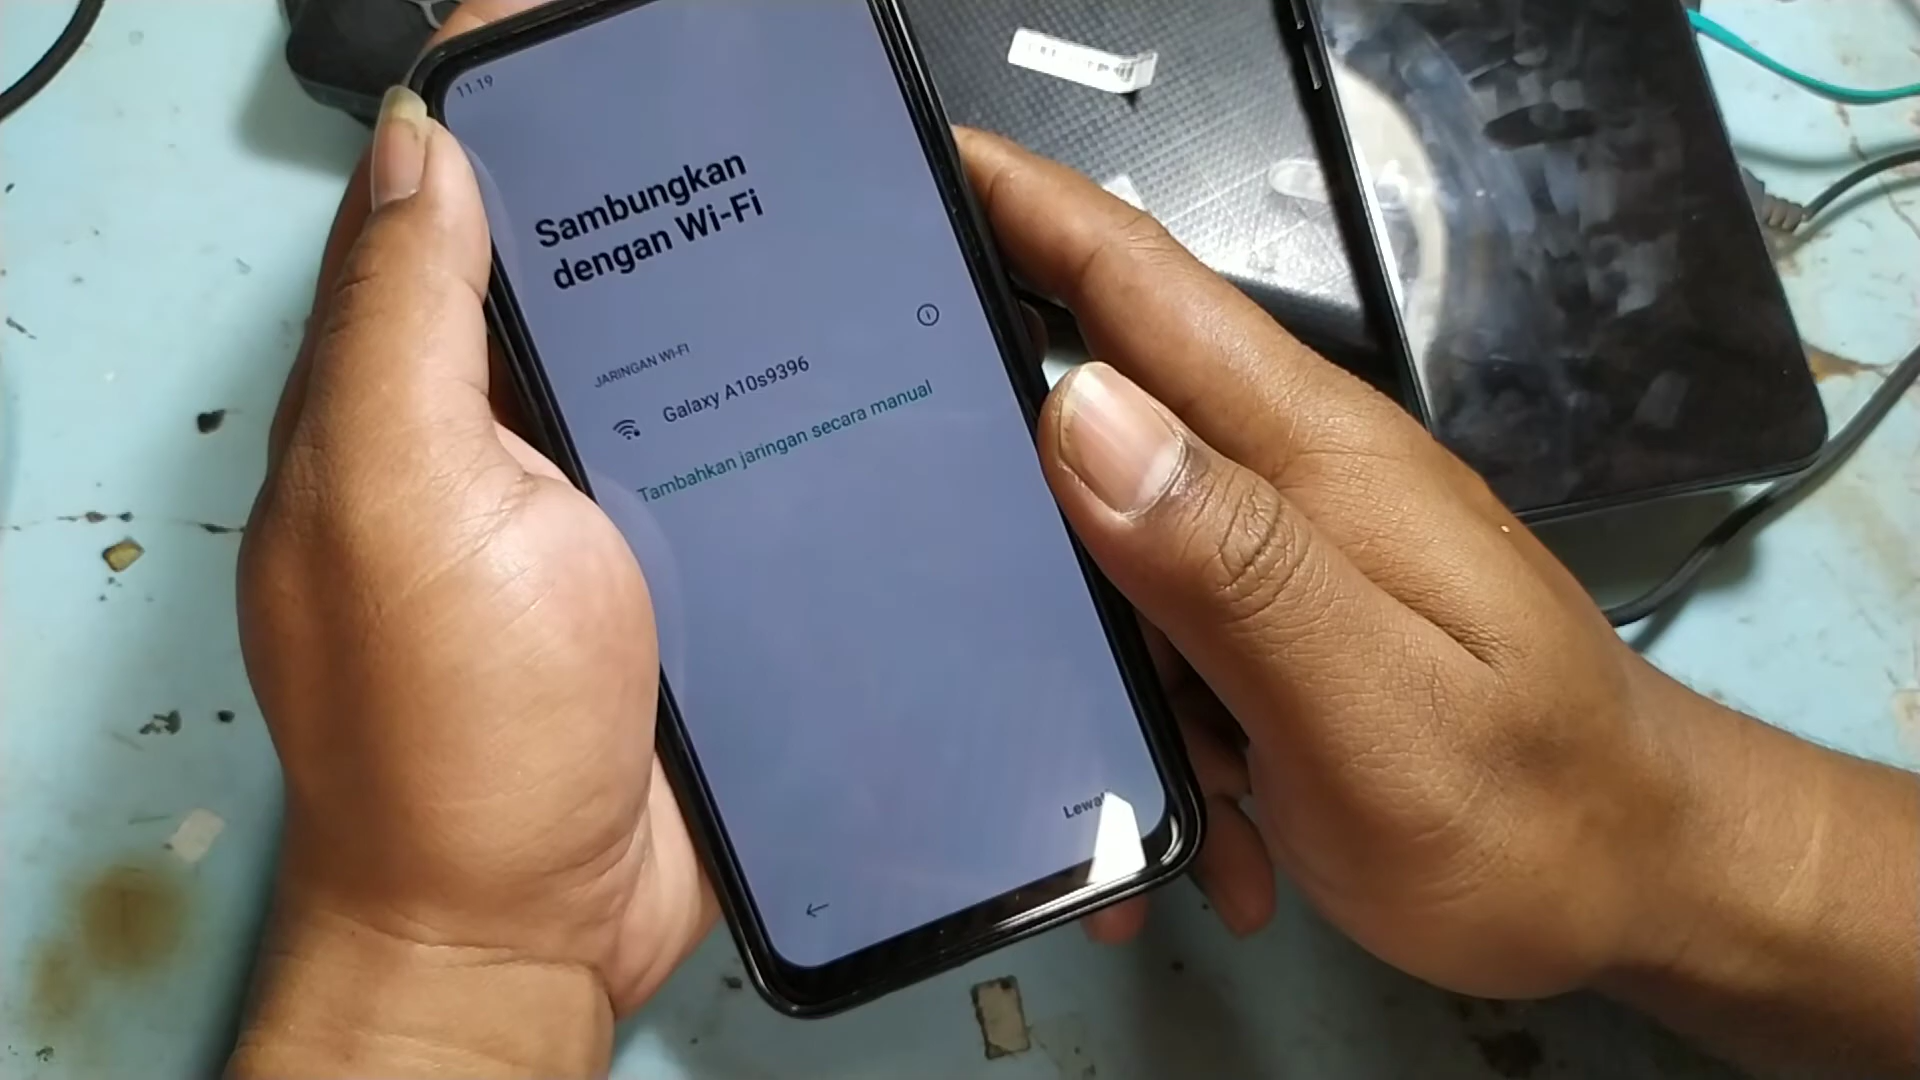 11.19
Sambungkan
dengan Wi-Fi
JARINGAN WI-FI
Galaxy A10s9396
Tambahkan jaringan secara manual